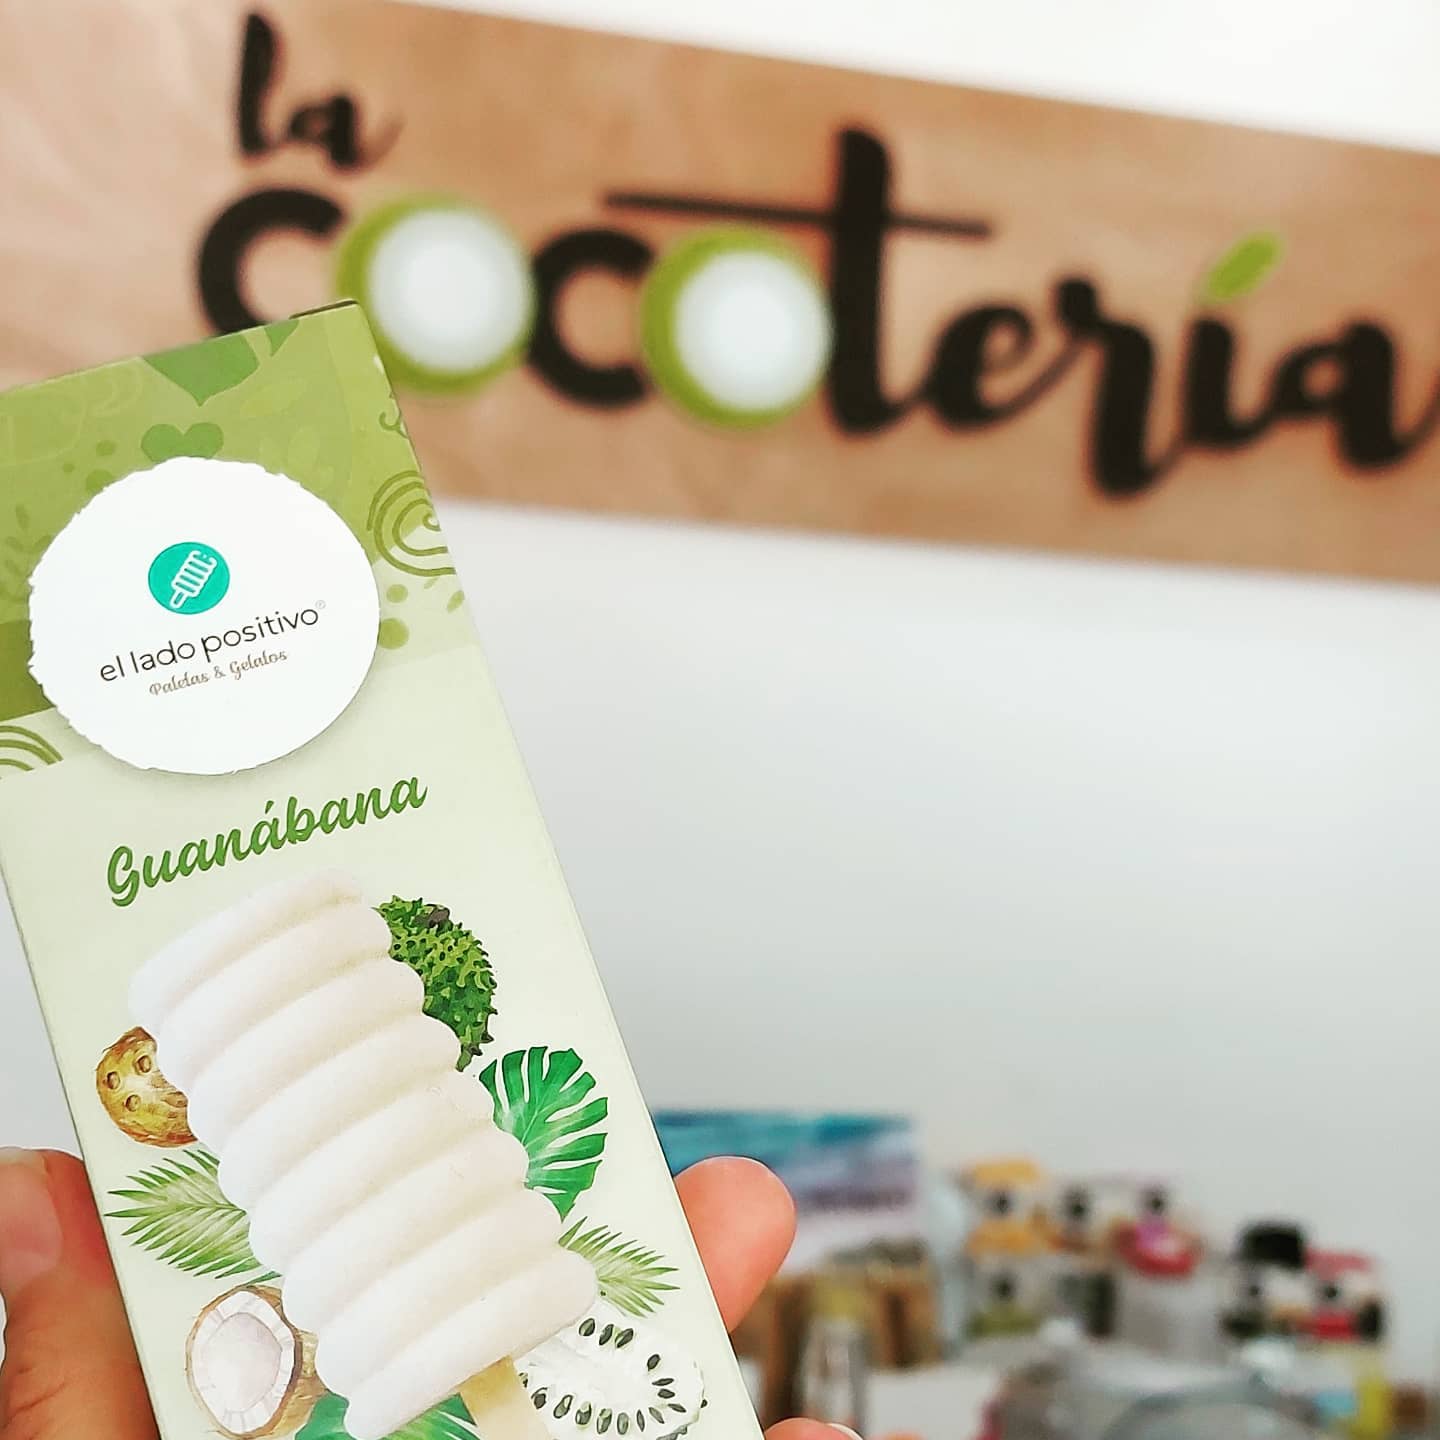 la
cocotería
el lado positivo®
Paletas & Gelatos
Guanábana